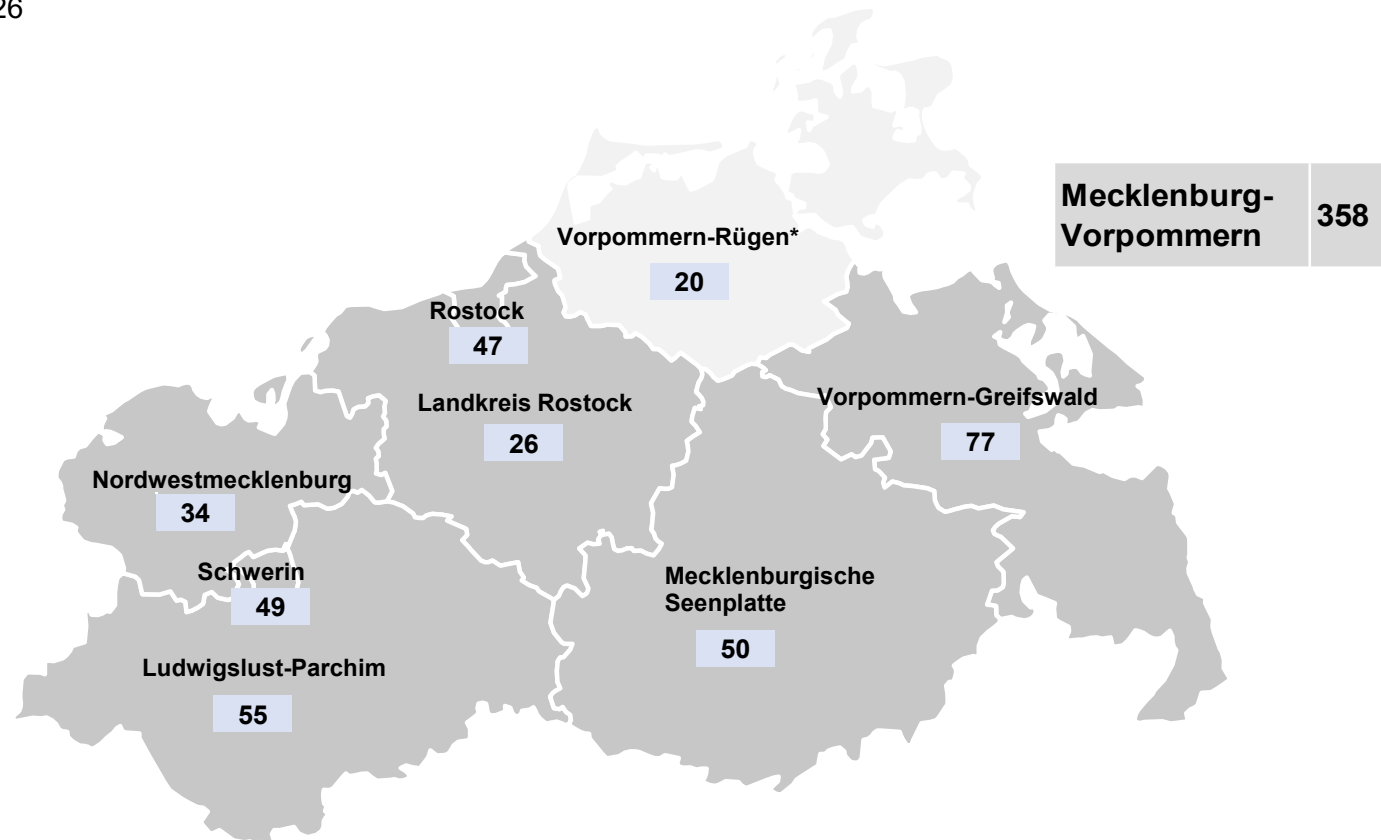 26
Mecklenburg-
Vorpommern
358
Vorpommern-Rügen*
20
Rostock
47
Landkreis Rostock
26
Vorpommern-Greifswald
77
Nordwestmecklenburg
34
Schwerin
49
Mecklenburgische
Seenplatte
50
Ludwigslust-Parchim
55